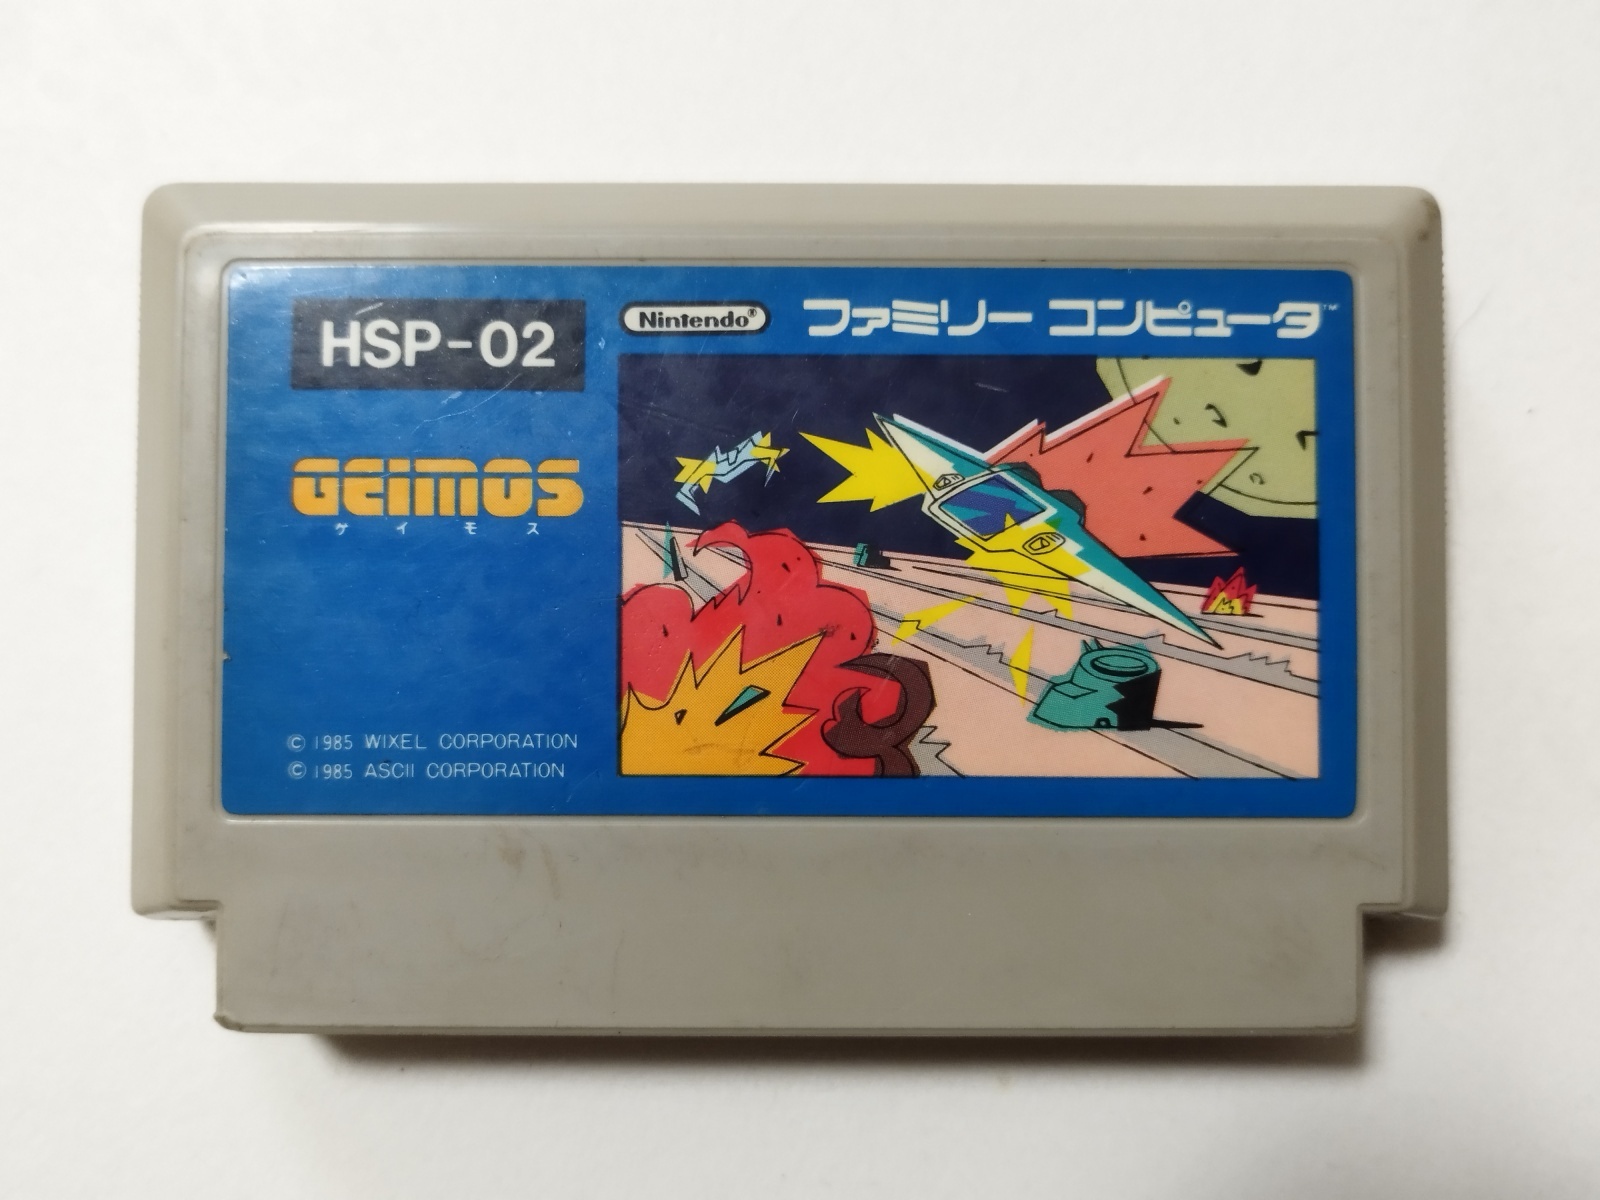 HSP-02
Nintendo®
ファミリー コンピュータ™
GEIMOS
ゲイモス
© 1985 WIXEL CORPORATION
© 1985 ASCII CORPORATION